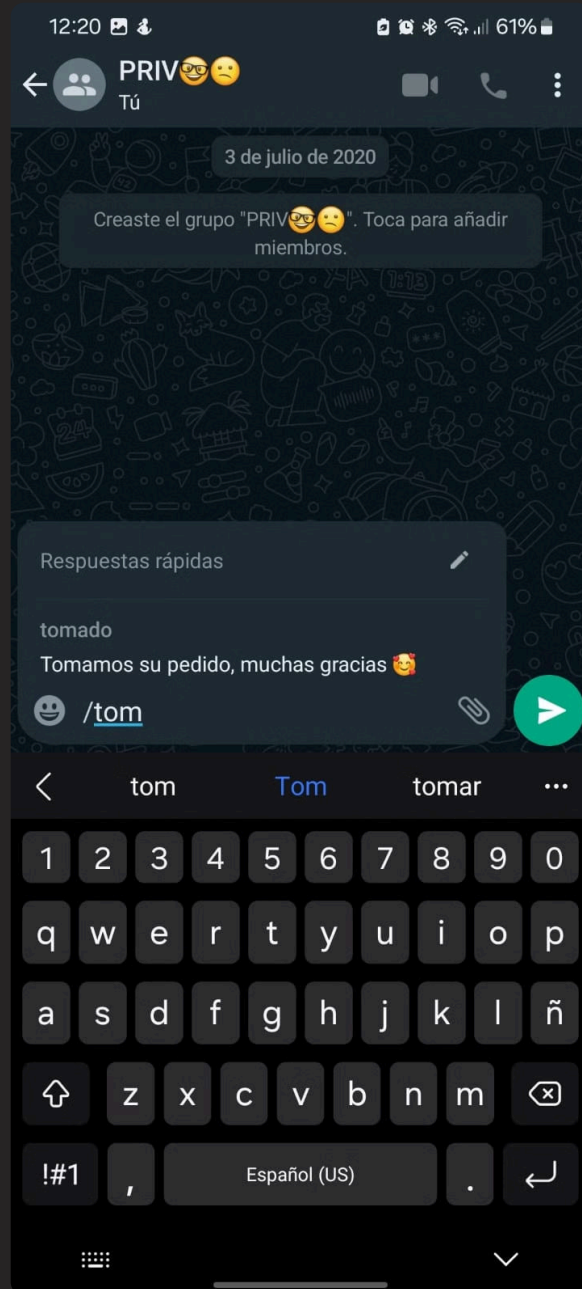 12:20 61%
PRIV🤓🙁
Tú
3 de julio de 2020
Creaste el grupo "PRIV🤓🙁". Toca para añadir
miembros.
Respuestas rápidas
tomado
Tomamos su pedido, muchas gracias 🥰
/tom
tom Tom tomar
1 2 3 4 5 6 7 8 9 0
q w e r t y u i o p
a s d f g h j k l ñ
z x c v b n m
!#1 , Español (US) .